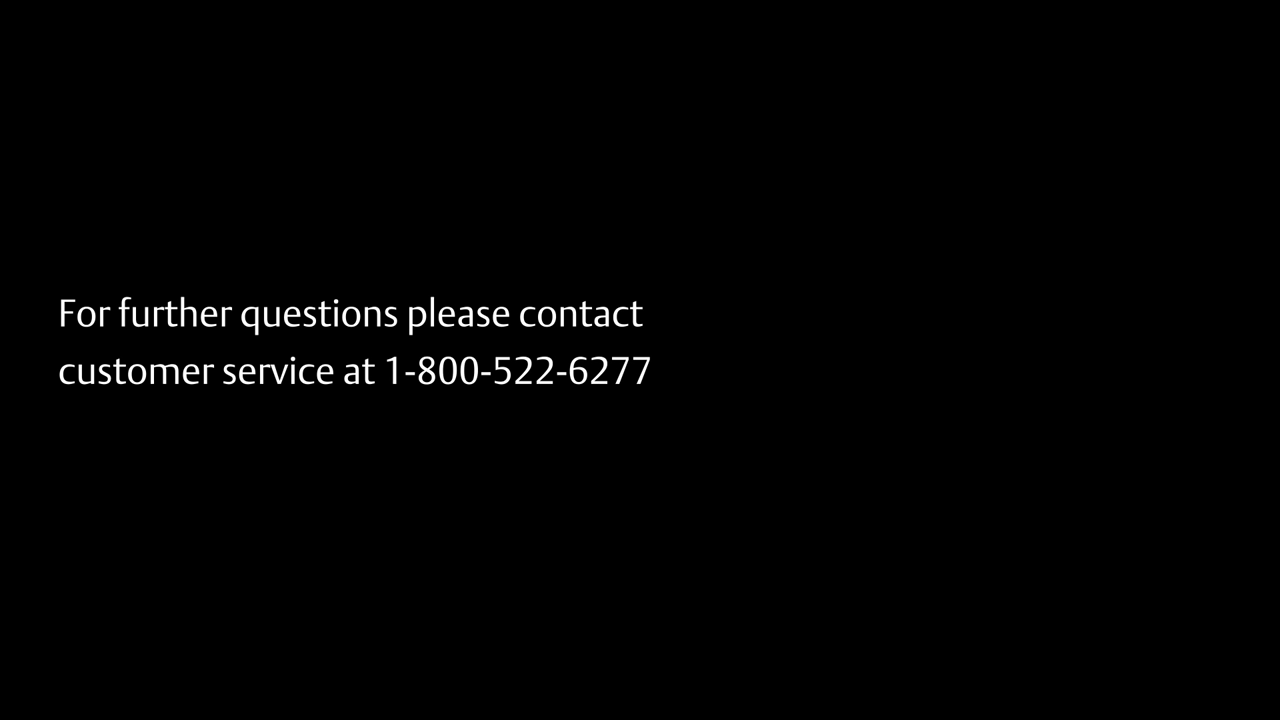 For further questions please contact
customer service at 1-800-522-6277